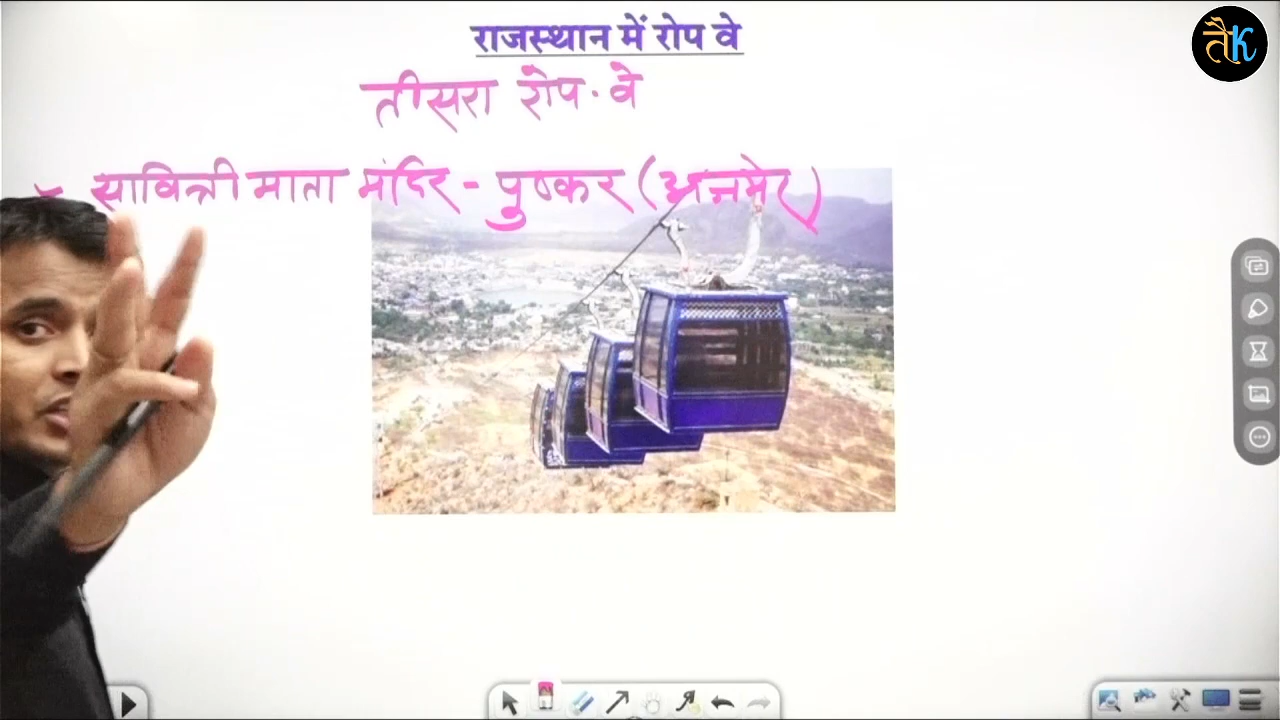 राजस्थान में रोप वे
तैK
तीसरा रोप-वे
सावित्री माता मंदिर - पुष्कर (अजमेर)